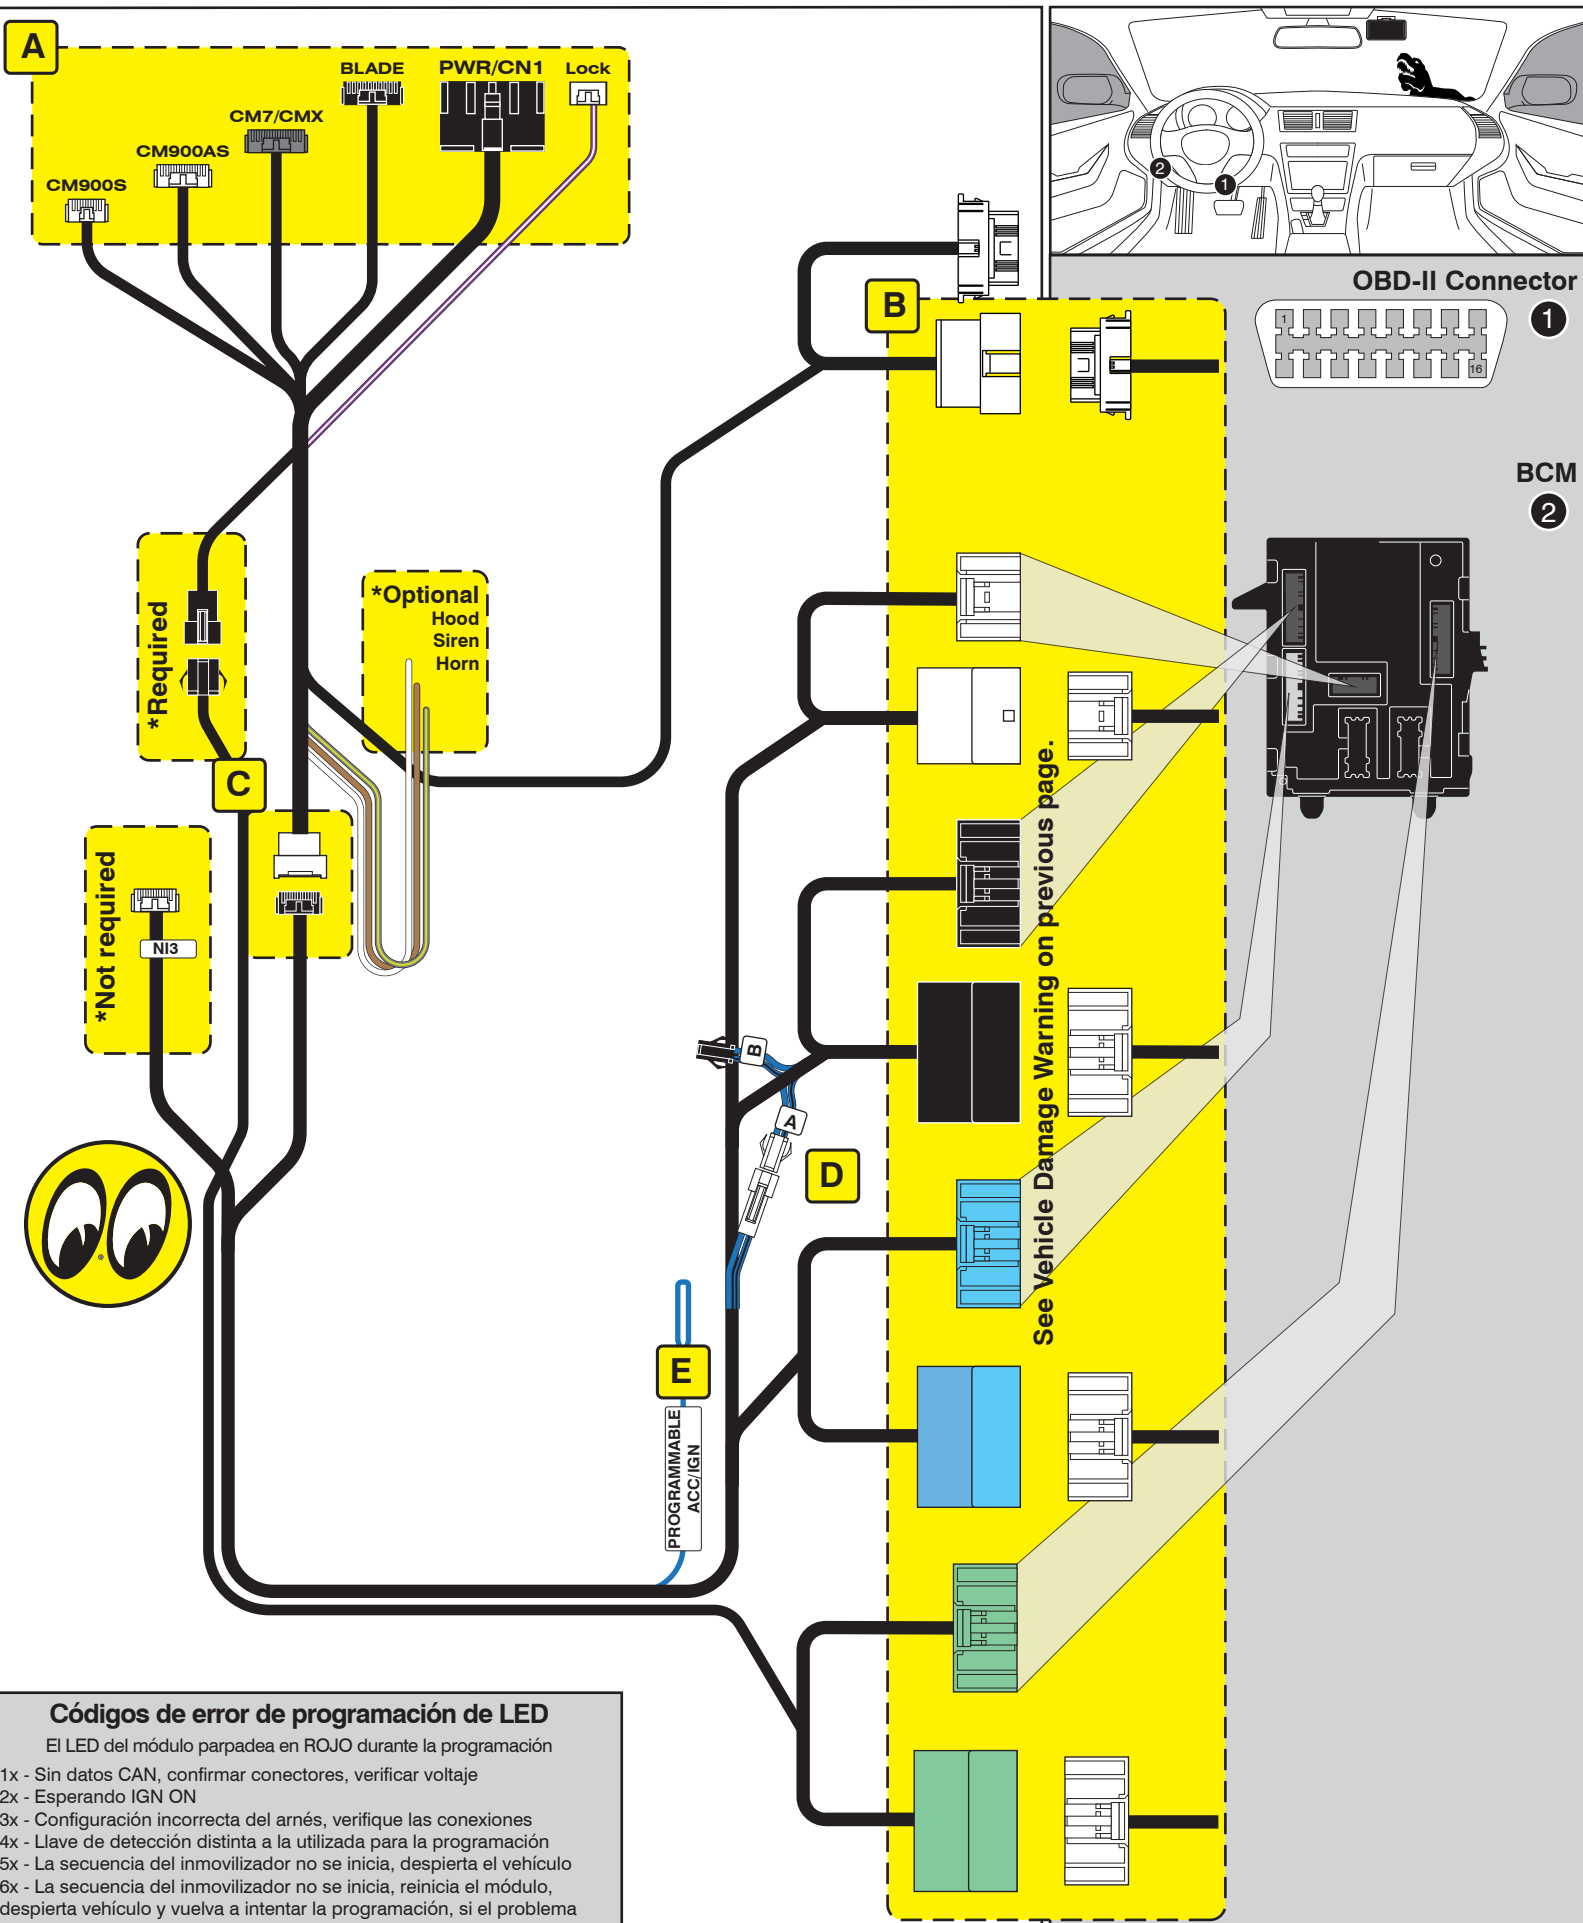 A
BLADE
PWR/CN1
Lock
CM7/CMX
CM900AS
CM900S
2
1
OBD-II Connector
1
1
16
B
BCM
2
*Required
*Optional
Hood
Siren
Horn
C
*Not required
NI3
See Vehicle Damage Warning on previous page.
B
A
D
E
PROGRAMMABLE
ACC/IGN
Códigos de error de programación de LED
El LED del módulo parpadea en ROJO durante la programación
1x - Sin datos CAN, confirmar conectores, verificar voltaje
2x - Esperando IGN ON
3x - Configuración incorrecta del arnés, verifique las conexiones
4x - Llave de detección distinta a la utilizada para la programación
5x - La secuencia del inmovilizador no se inicia, despierta el vehículo
6x - La secuencia del inmovilizador no se inicia, reinicia el módulo,
despierta vehículo y vuelva a intentar la programación, si el problema